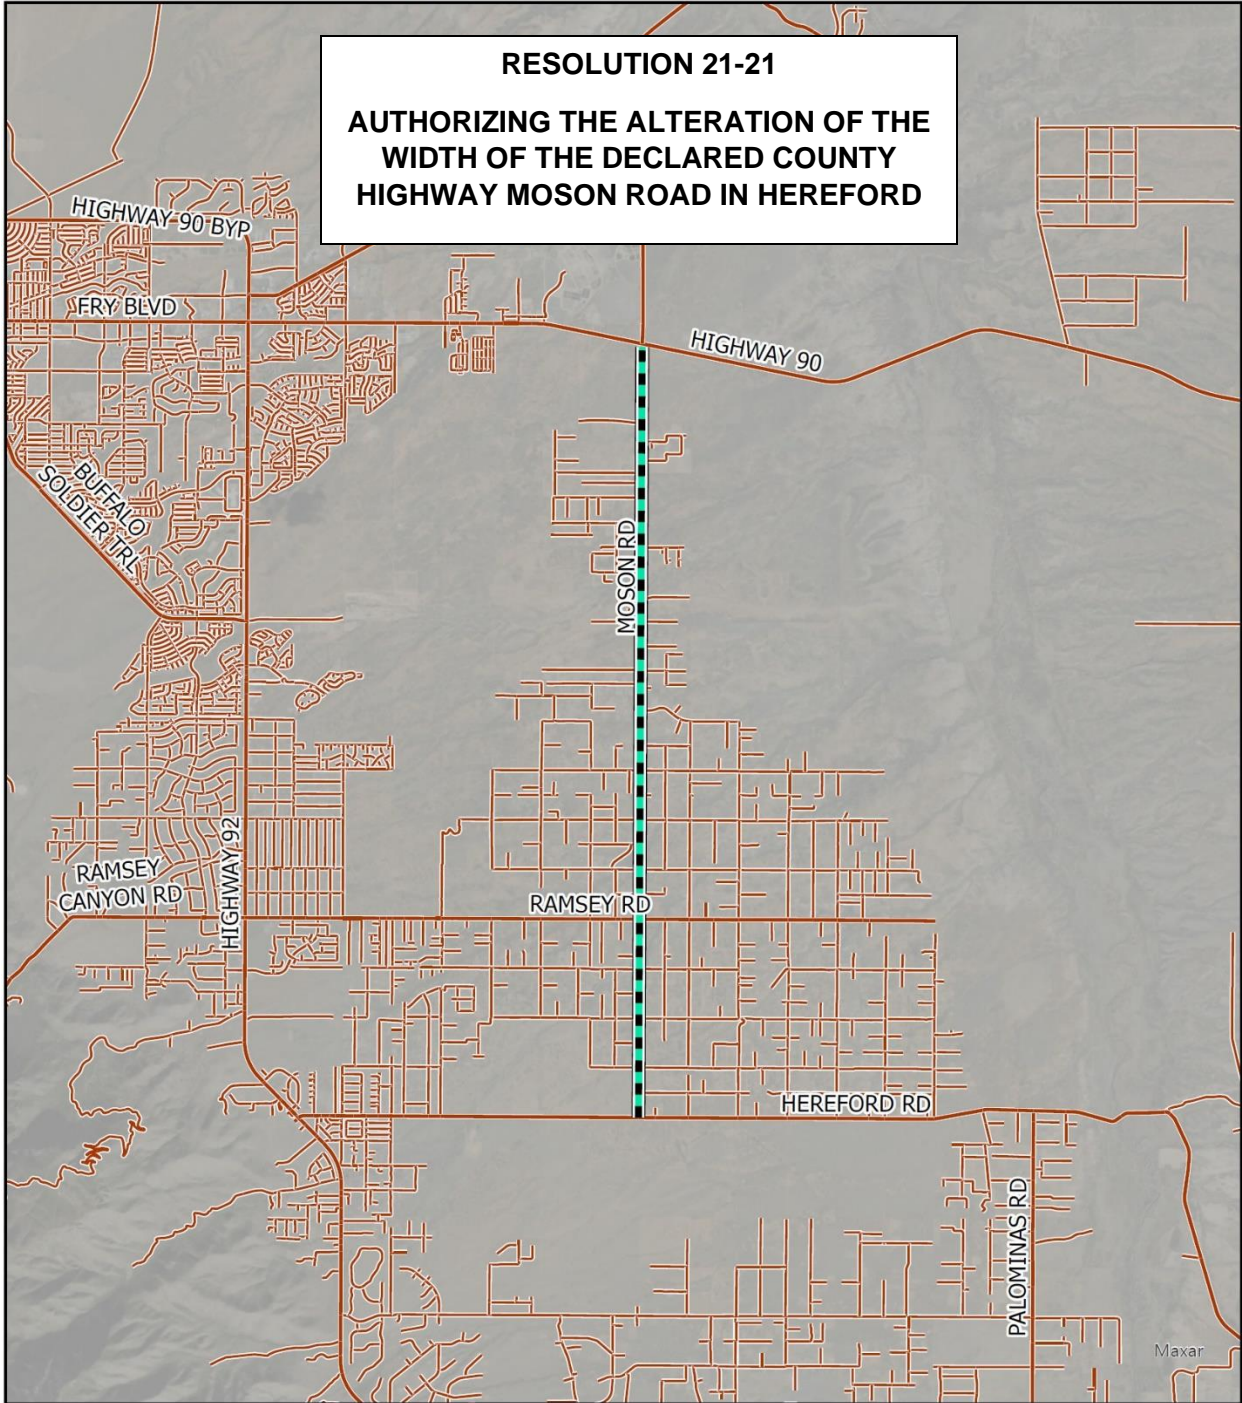 RESOLUTION 21-21
AUTHORIZING THE ALTERATION OF THE
WIDTH OF THE DECLARED COUNTY
HIGHWAY MOSON ROAD IN HEREFORD
HIGHWAY 90 BYP
FRY BLVD
HIGHWAY 90
BUFFALO
SOLDIER TRL
MOSON RD
HIGHWAY 92
RAMSEY
CANYON RD
RAMSEY RD
HEREFORD RD
PALOMINAS RD
Maxar